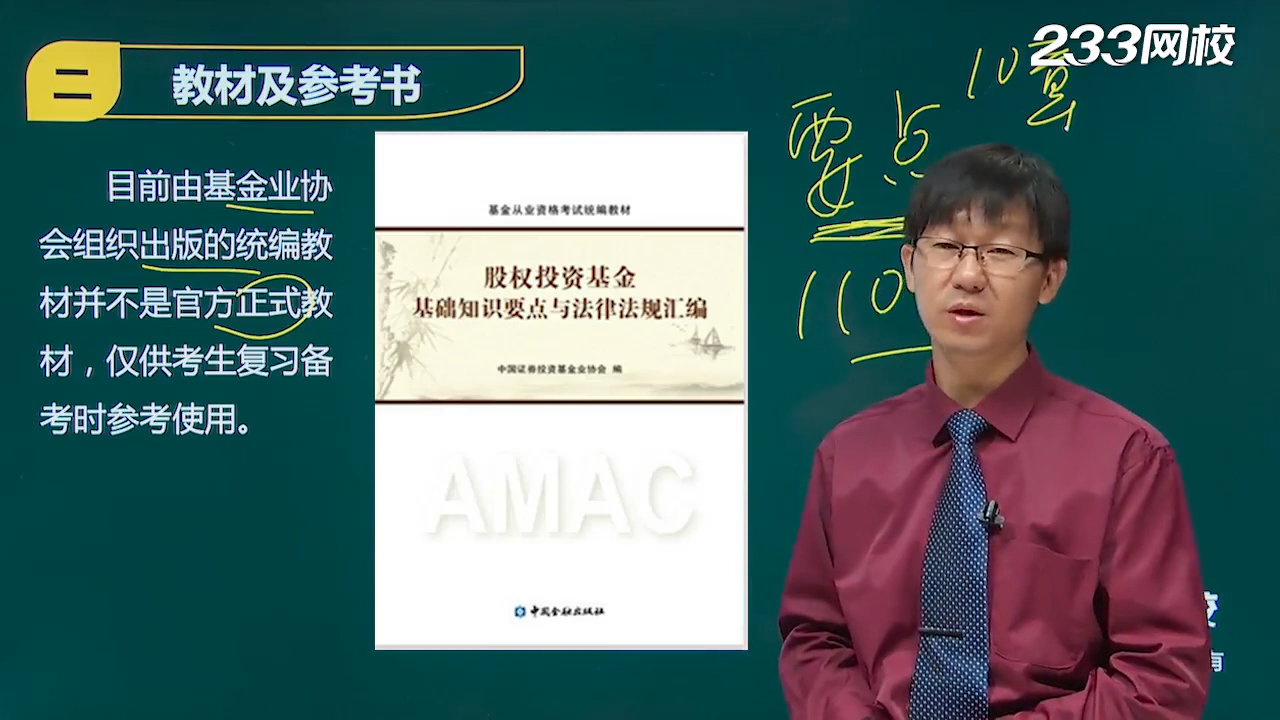 233网校
二
教材及参考书
目前由基金业协
会组织出版的统编教
材并不是官方正式教
材，仅供考生复习备
考时参考使用。
基金从业资格考试统编教材
股权投资基金
基础知识要点与法律法规汇编
中国证券投资基金业协会 编
AMAC
中国金融出版社
10章
要点
110
校
有